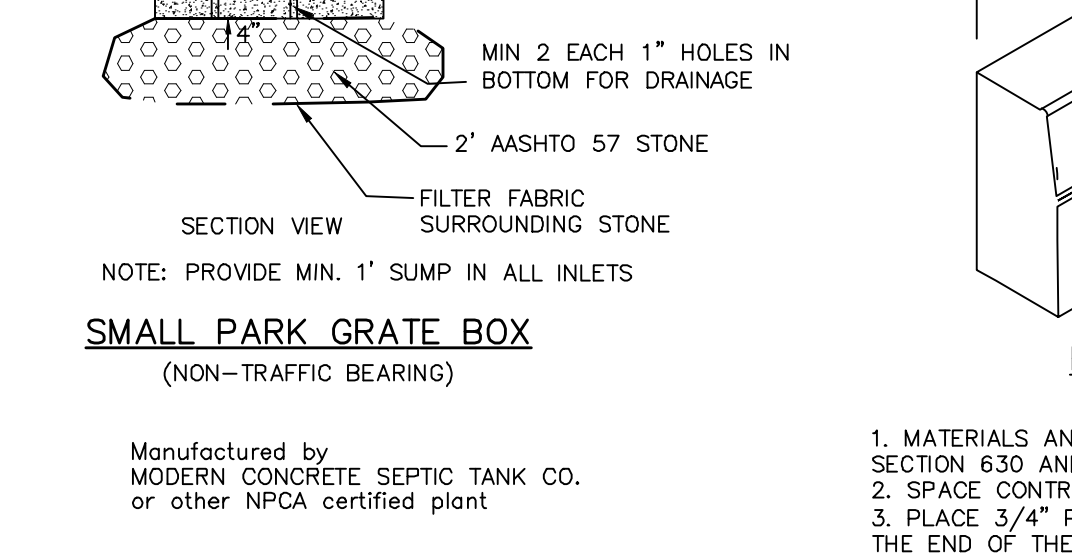 4"
MIN 2 EACH 1" HOLES IN
BOTTOM FOR DRAINAGE
2' AASHTO 57 STONE
FILTER FABRIC
SURROUNDING STONE
SECTION VIEW
NOTE: PROVIDE MIN. 1' SUMP IN ALL INLETS
SMALL PARK GRATE BOX
(NON-TRAFFIC BEARING)
Manufactured by
MODERN CONCRETE SEPTIC TANK CO.
or other NPCA certified plant
1. MATERIALS
SECTION 630
2. SPACE
3. PLACE 3/4"
THE END OF THE